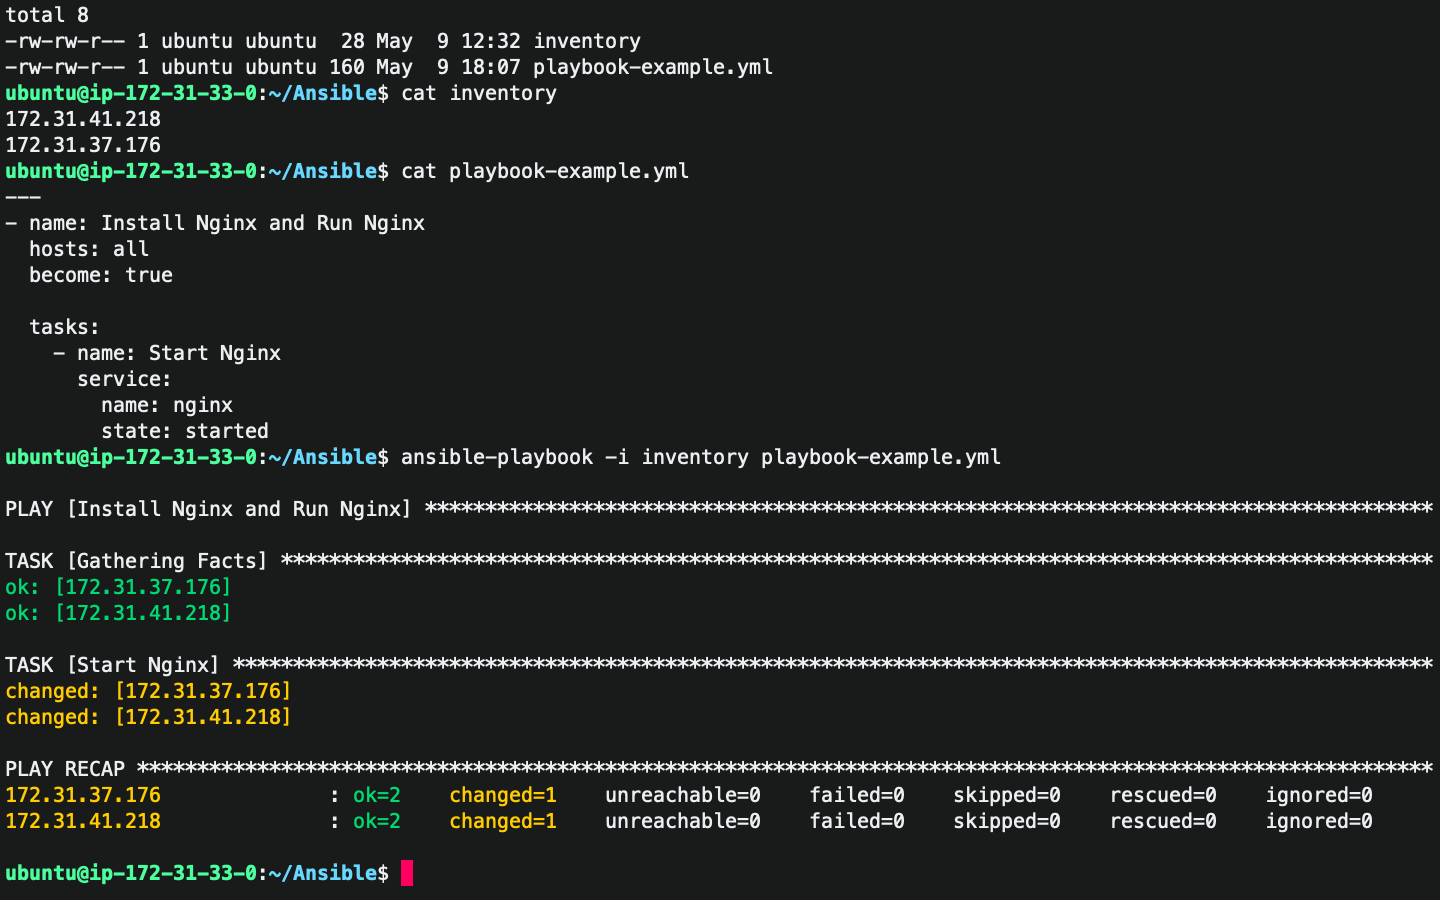 total 8
-rw-rw-r-- 1 ubuntu ubuntu  28 May  9 12:32 inventory
-rw-rw-r-- 1 ubuntu ubuntu 160 May  9 18:07 playbook-example.yml
ubuntu@ip-172-31-33-0:~/Ansible$ cat inventory
172.31.41.218
172.31.37.176
ubuntu@ip-172-31-33-0:~/Ansible$ cat playbook-example.yml
---
- name: Install Nginx and Run Nginx
  hosts: all
  become: true

  tasks:
    - name: Start Nginx
      service:
        name: nginx
        state: started
ubuntu@ip-172-31-33-0:~/Ansible$ ansible-playbook -i inventory playbook-example.yml

PLAY [Install Nginx and Run Nginx] ************************************************************************************

TASK [Gathering Facts] ************************************************************************************************
ok: [172.31.37.176]
ok: [172.31.41.218]

TASK [Start Nginx] ****************************************************************************************************
changed: [172.31.37.176]
changed: [172.31.41.218]

PLAY RECAP ************************************************************************************************************
172.31.37.176              : ok=2    changed=1    unreachable=0    failed=0    skipped=0    rescued=0    ignored=0
172.31.41.218              : ok=2    changed=1    unreachable=0    failed=0    skipped=0    rescued=0    ignored=0

ubuntu@ip-172-31-33-0:~/Ansible$